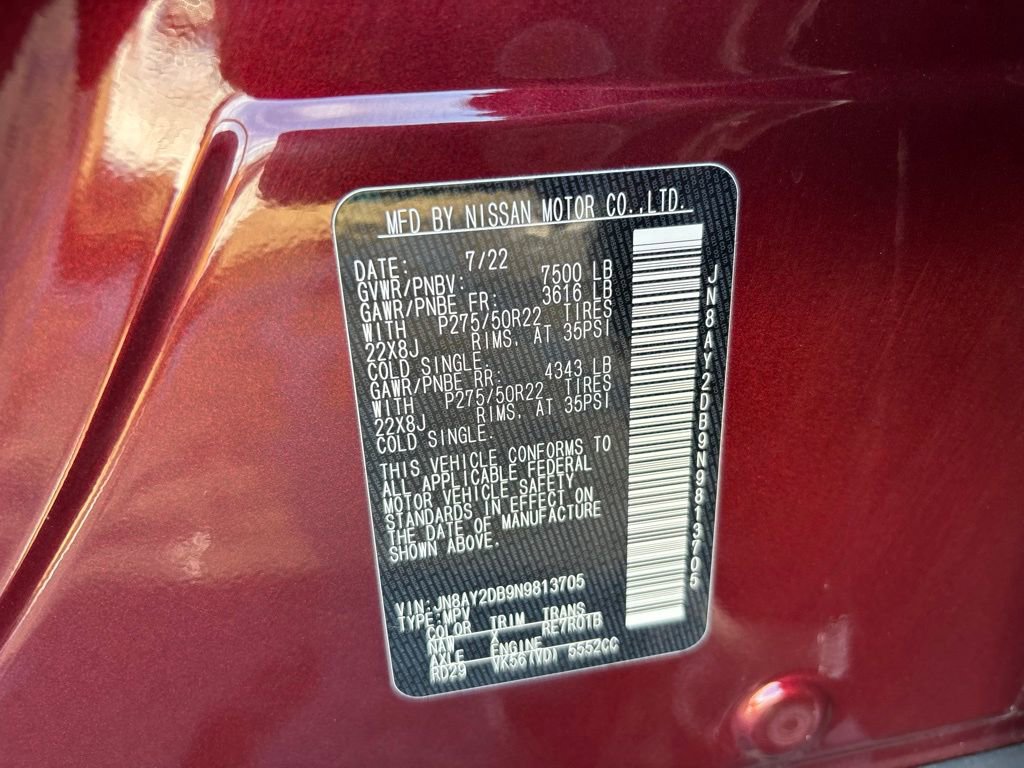 MFD BY NISSAN MOTOR CO.,LTD.
DATE: 7/22
GVWR/PNBV: 7500 LB
GAWR/PNBE FR: 3616 LB
WITH P275/50R22 TIRES
22X8J RIMS. AT 35PSI
COLD SINGLE.
GAWR/PNBE RR: 4343 LB
WITH P275/50R22 TIRES
22X8J RIMS. AT 35PSI
COLD SINGLE.
THIS VEHICLE CONFORMS TO
ALL APPLICABLE FEDERAL
MOTOR VEHICLE SAFETY
STANDARDS IN EFFECT ON
THE DATE OF MANUFACTURE
SHOWN ABOVE.
VIN:JN8AY2DB9N9813705
TYPE:MPV
COLOR TRIM TRANS
NAW X RE7R01B
AXLE ENGINE
RD29 VK56(VD) 5552CC
JN8AY2DB9N9813705